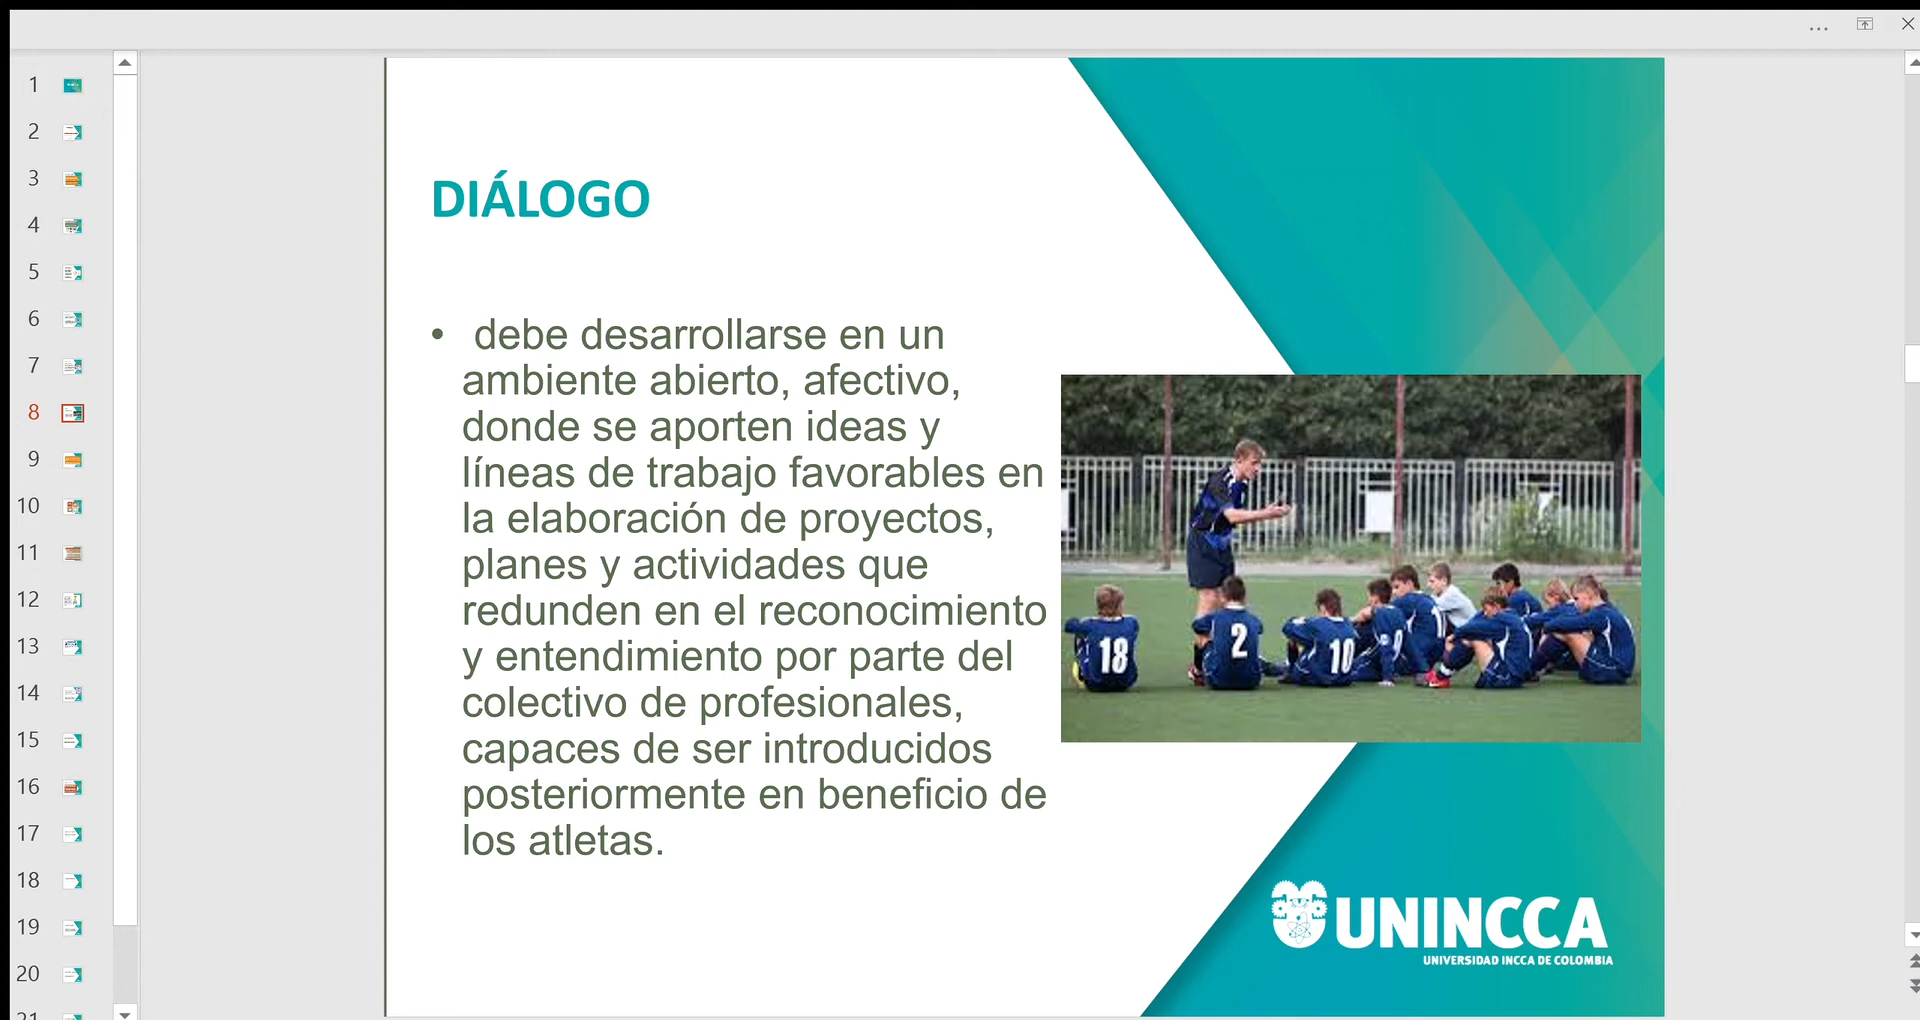 ...
1
2
3
4
5
6
7
8
9
10
11
12
13
14
15
16
17
18
19
20
21
DIÁLOGO
• debe desarrollarse en un
ambiente abierto, afectivo,
donde se aporten ideas y
líneas de trabajo favorables en
la elaboración de proyectos,
planes y actividades que
redunden en el reconocimiento
y entendimiento por parte del
colectivo de profesionales,
capaces de ser introducidos
posteriormente en beneficio de
los atletas.
18
2
10
9
UNINCCA
UNIVERSIDAD INCCA DE COLOMBIA